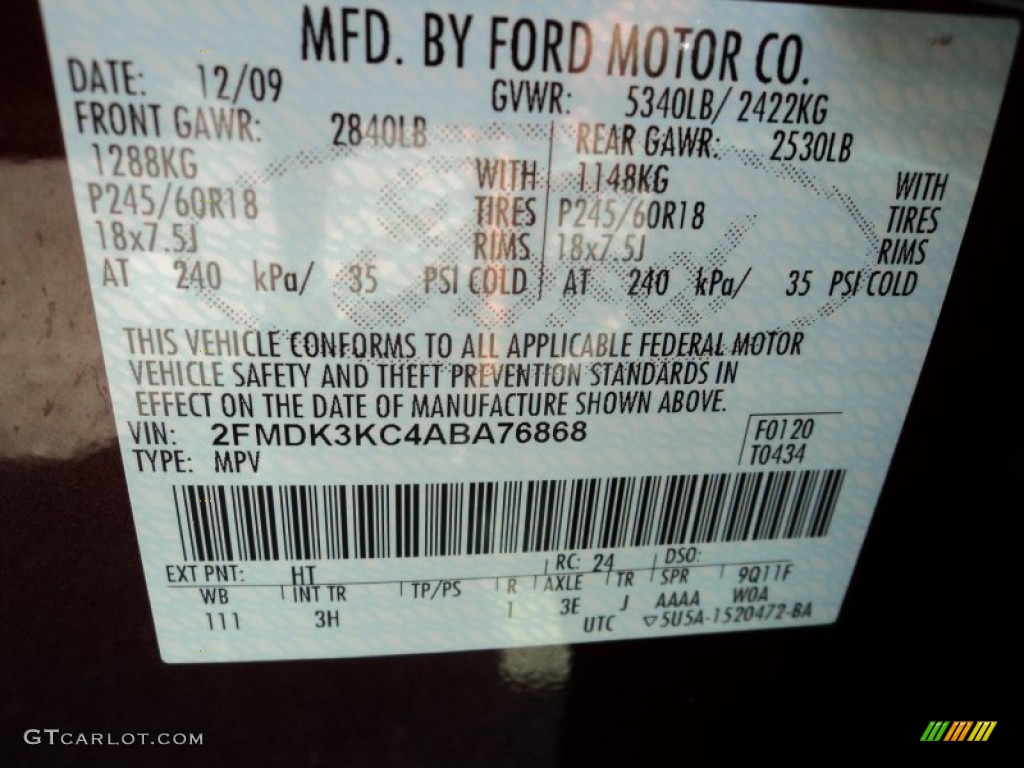 MFD. BY FORD MOTOR CO.
DATE: 12/09 GVWR: 5340LB/ 2422KG
FRONT GAWR: 2840LB REAR GAWR: 2530LB
1288KG WITH 1148KG WITH
P245/60R18 TIRES P245/60R18 TIRES
18x7.5J RIMS 18x7.5J RIMS
AT 240 kPa/ 35 PSI COLD AT 240 kPa/ 35 PSI COLD
THIS VEHICLE CONFORMS TO ALL APPLICABLE FEDERAL MOTOR
VEHICLE SAFETY AND THEFT PREVENTION STANDARDS IN
EFFECT ON THE DATE OF MANUFACTURE SHOWN ABOVE.
VIN: 2FMDK3KC4ABA76868 F0120
TYPE: MPV T0434
EXT PNT: HT RC: 24 DSO:
WB INT TR TP/PS R AXLE TR SPR 9Q11F
111 3H 1 3E J AAAA W0A
UTC ▽5U5A-1520472-BA
GTCARLOT.COM